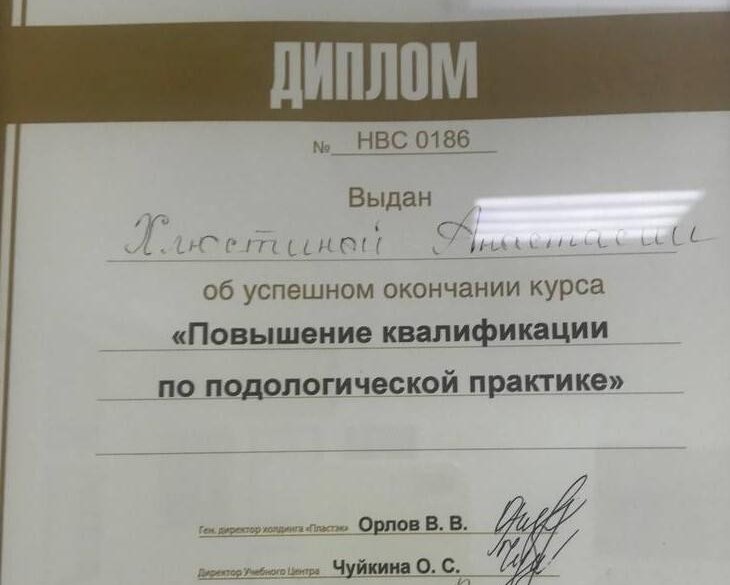 ДИПЛОМ
№ НВС 0186
Выдан
Хлюстиной Анастасии
об успешном окончании курса
«Повышение квалификации
по подологической практике»
Ген. директор холдинга «Пластэк» Орлов В. В.
Директор Учебного Центра Чуйкина О. С.